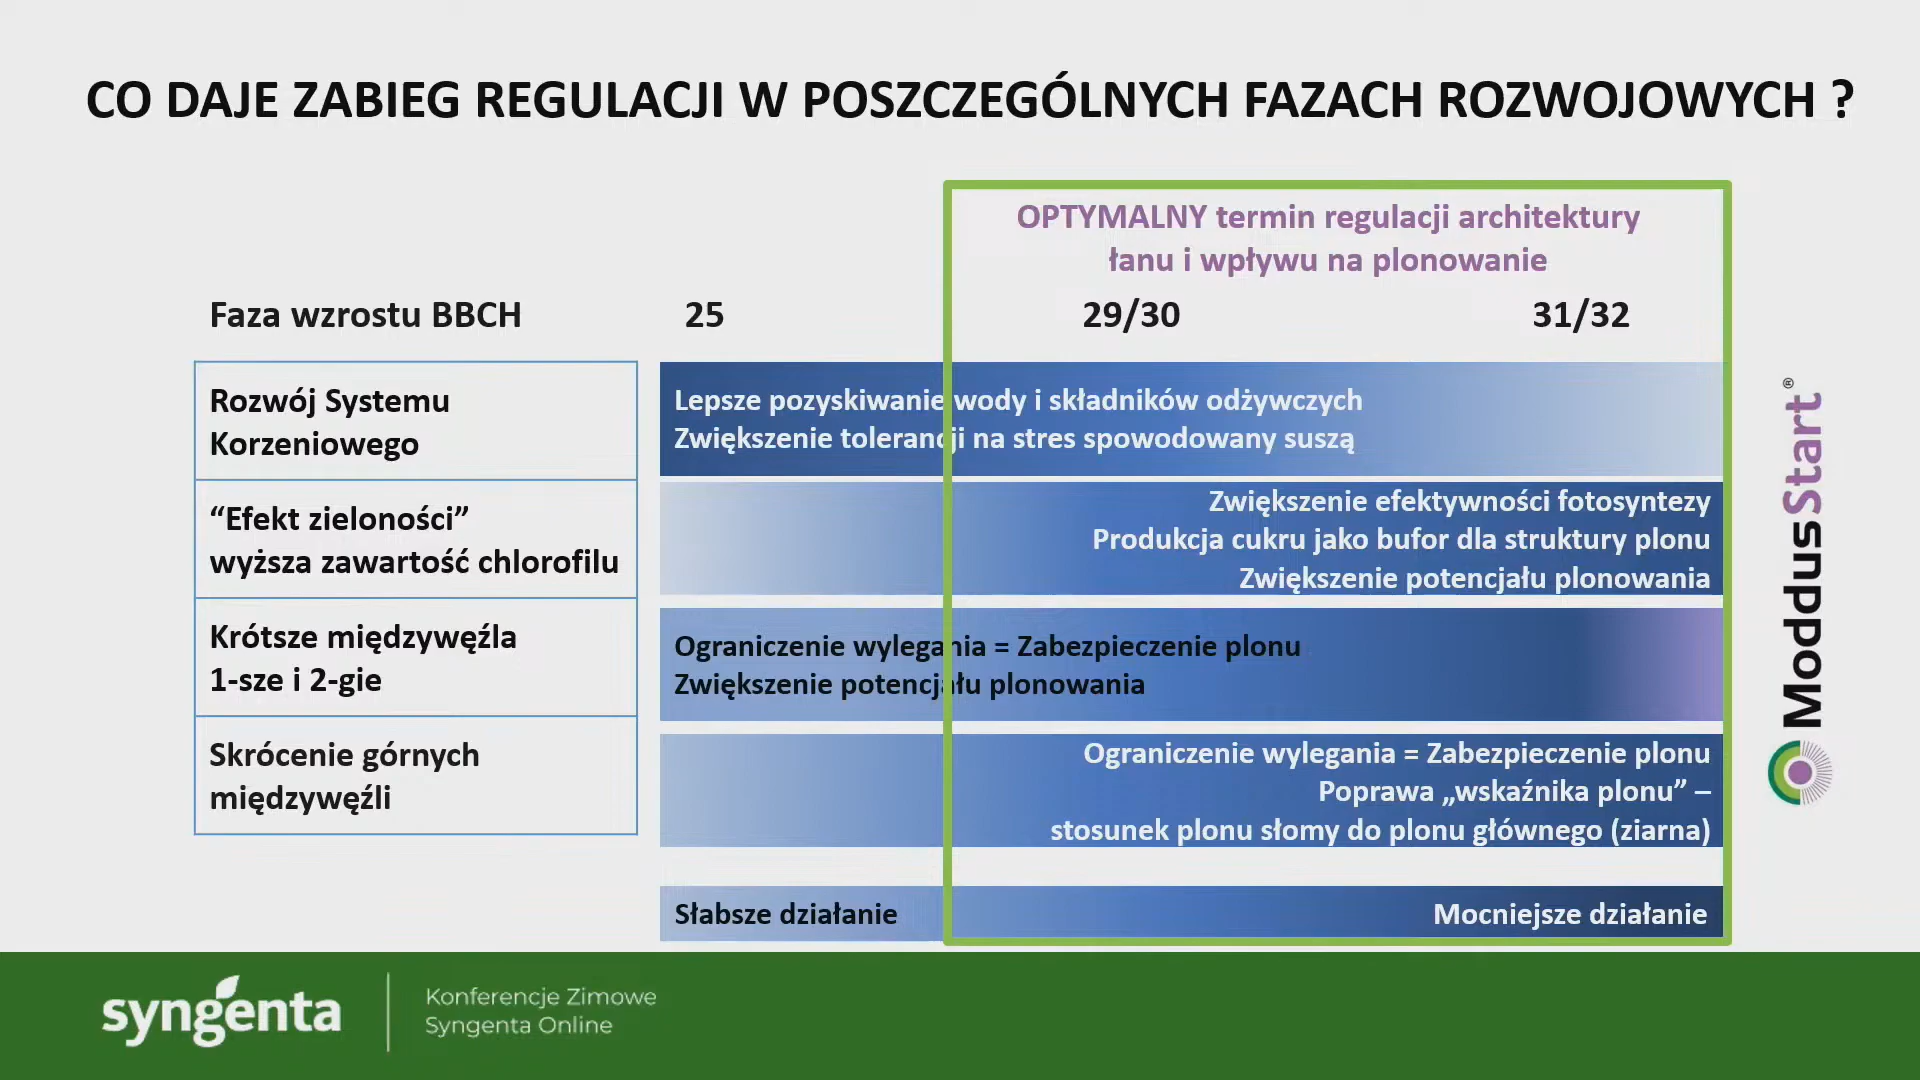 CO DAJE ZABIEG REGULACJI W POSZCZEGÓLNYCH FAZACH ROZWOJOWYCH ?
OPTYMALNY termin regulacji architektury
łanu i wpływu na plonowanie
Faza wzrostu BBCH 25 29/30 31/32
Rozwój Systemu
Korzeniowego
Lepsze pozyskiwanie wody i składników odżywczych
Zwiększenie tolerancji na stres spowodowany suszą
“Efekt zieloności”
wyższa zawartość chlorofilu
Zwiększenie efektywności fotosyntezy
Produkcja cukru jako bufor dla struktury plonu
Zwiększenie potencjału plonowania
Krótsze międzywęźla
1-sze i 2-gie
Ograniczenie wylegania = Zabezpieczenie plonu
Zwiększenie potencjału plonowania
Skrócenie górnych
międzywęźli
Ograniczenie wylegania = Zabezpieczenie plonu
Poprawa „wskaźnika plonu” –
stosunek plonu słomy do plonu głównego (ziarna)
Słabsze działanie Mocniejsze działanie
ModdusStart®
syngenta
Konferencje Zimowe
Syngenta Online